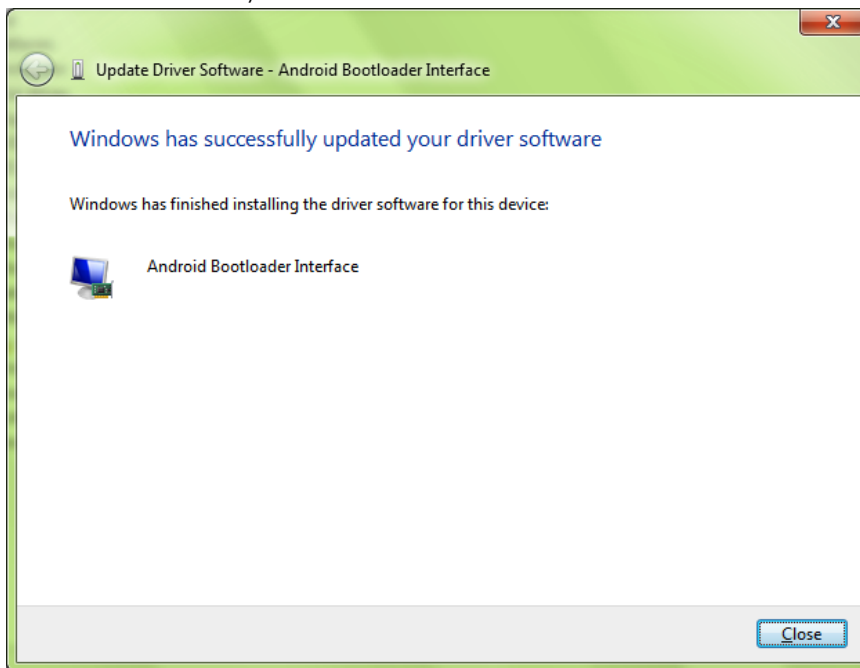 x
Update Driver Software - Android Bootloader Interface
Windows has successfully updated your driver software
Windows has finished installing the driver software for this device:
Android Bootloader Interface
Close